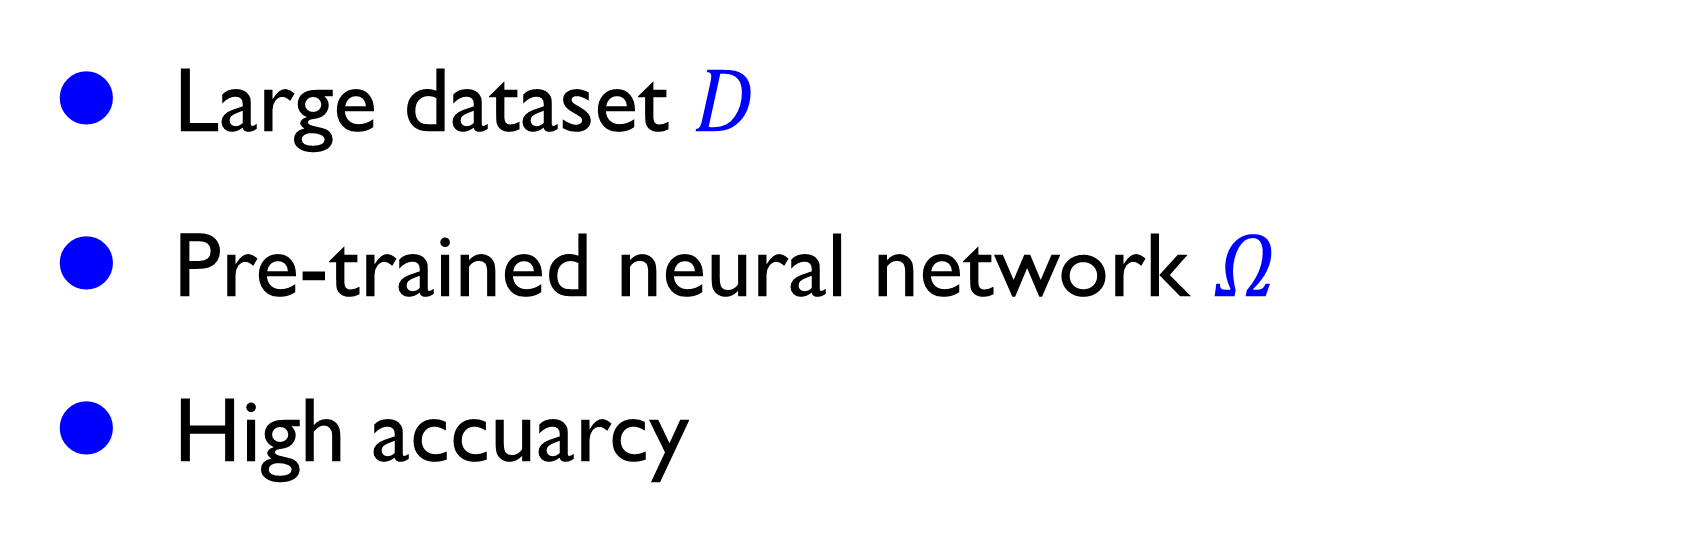 ● Large dataset D
● Pre-trained neural network Ω
● High accuarcy